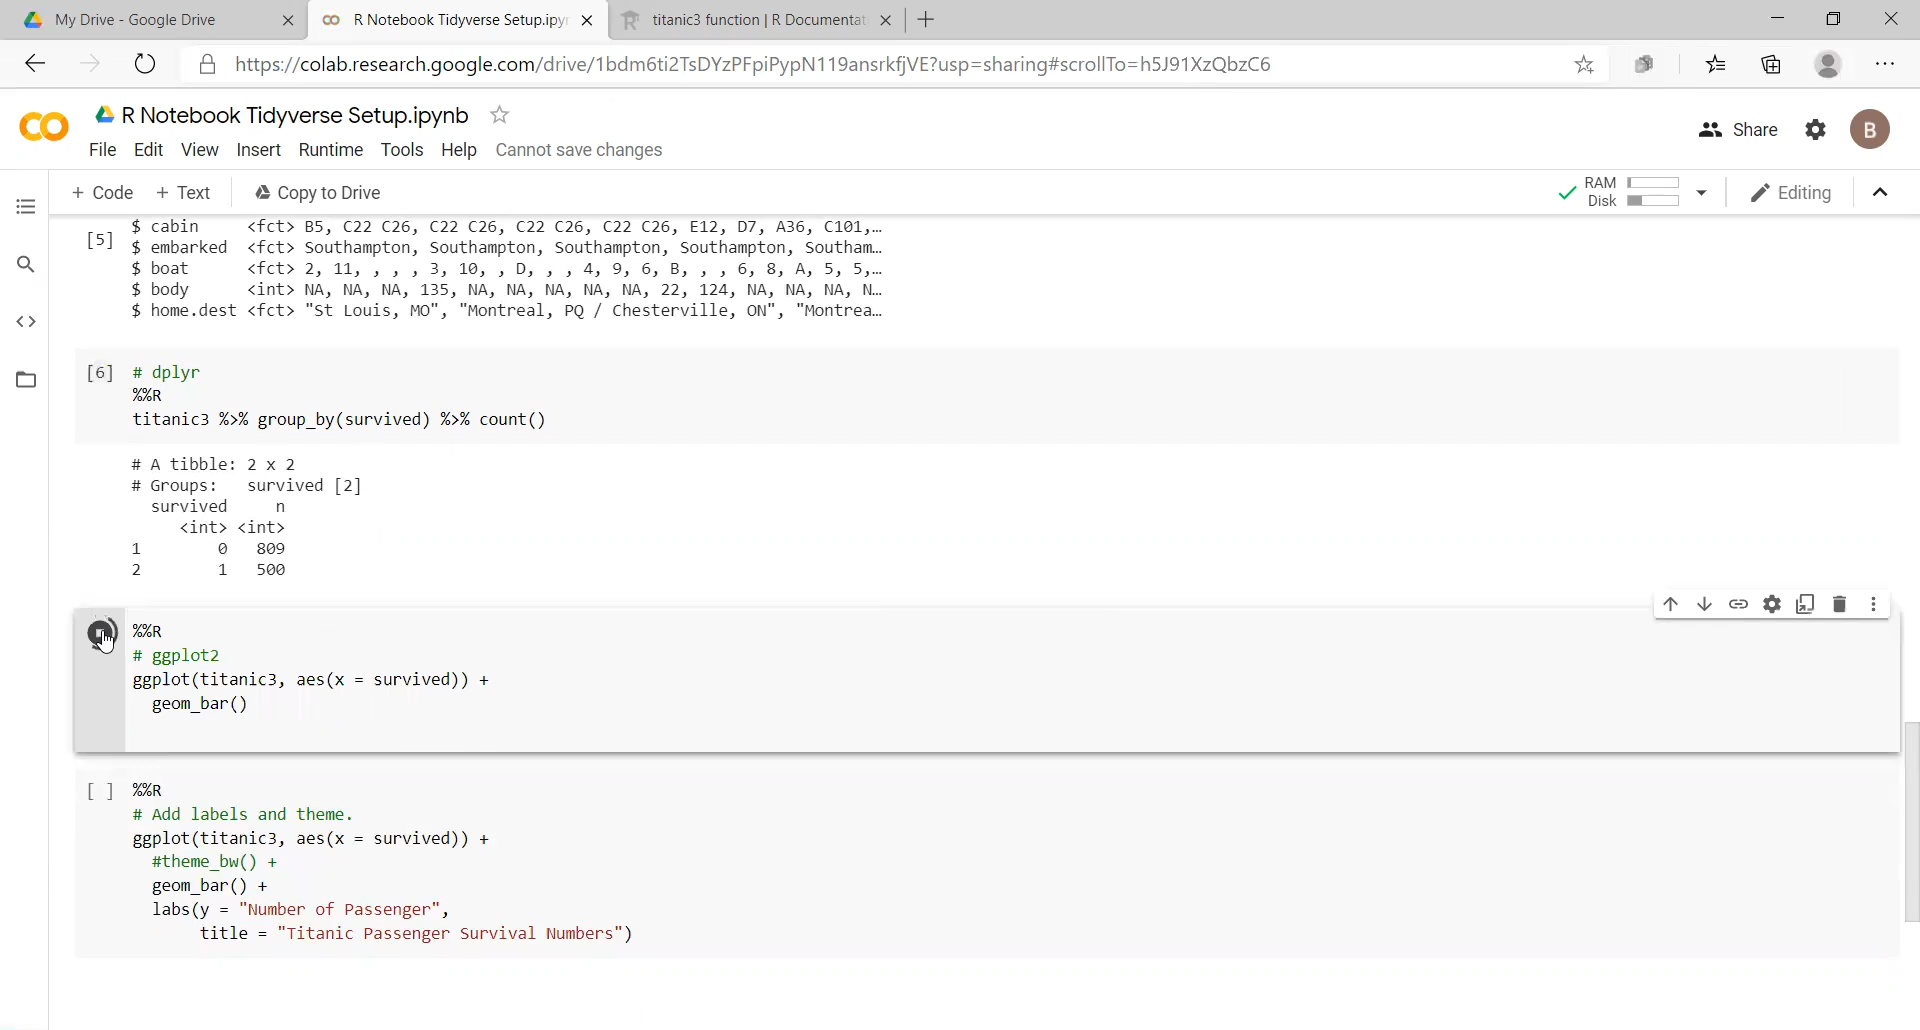 My Drive - Google Drive
R Notebook Tidyverse Setup.ipy
titanic3 function | R Documentat
https://colab.research.google.com/drive/1bdm6ti2TsDYzPFpiPypN119ansrkfjVE?usp=sharing#scrollTo=h5J91XzQbzC6
R Notebook Tidyverse Setup.ipynb
File Edit View Insert Runtime Tools Help Cannot save changes
Share
B
+ Code + Text Copy to Drive
RAM
Disk
Editing
$ cabin <fct> B5, C22 C26, C22 C26, C22 C26, C22 C26, E12, D7, A36, C101,…
[5]
$ embarked <fct> Southampton, Southampton, Southampton, Southampton, Southam…
$ boat <fct> 2, 11, , , , 3, 10, , D, , , 4, 9, 6, B, , , 6, 8, A, 5, 5,…
$ body <int> NA, NA, NA, 135, NA, NA, NA, NA, NA, 22, 124, NA, NA, NA, N…
$ home.dest <fct> "St Louis, MO", "Montreal, PQ / Chesterville, ON", "Montrea…
[6] # dplyr
%%R
titanic3 %>% group_by(survived) %>% count()
# A tibble: 2 x 2
# Groups: survived [2]
survived n
<int> <int>
1 0 809
2 1 500
%%R
# ggplot2
ggplot(titanic3, aes(x = survived)) +
geom_bar()
[ ] %%R
# Add labels and theme.
ggplot(titanic3, aes(x = survived)) +
#theme_bw() +
geom_bar() +
labs(y = "Number of Passenger",
title = "Titanic Passenger Survival Numbers")